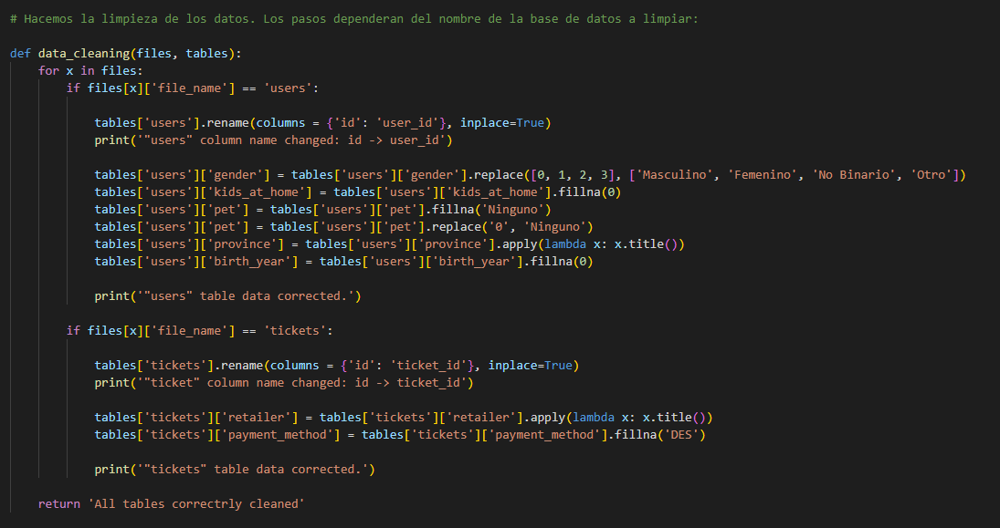 # Hacemos la limpieza de los datos. Los pasos dependeran del nombre de la base de datos a limpiar:
def data_cleaning(files, tables):
for x in files:
if files[x]['file_name'] == 'users':
tables['users'].rename(columns = {'id': 'user_id'}, inplace=True)
print('"users" column name changed: id -> user_id')
tables['users']['gender'] = tables['users']['gender'].replace([0, 1, 2, 3], ['Masculino', 'Femenino', 'No Binario', 'Otro'])
tables['users']['kids_at_home'] = tables['users']['kids_at_home'].fillna(0)
tables['users']['pet'] = tables['users']['pet'].fillna('Ninguno')
tables['users']['pet'] = tables['users']['pet'].replace('0', 'Ninguno')
tables['users']['province'] = tables['users']['province'].apply(lambda x: x.title())
tables['users']['birth_year'] = tables['users']['birth_year'].fillna(0)
print('"users" table data corrected.')
if files[x]['file_name'] == 'tickets':
tables['tickets'].rename(columns = {'id': 'ticket_id'}, inplace=True)
print('"ticket" column name changed: id -> ticket_id')
tables['tickets']['retailer'] = tables['tickets']['retailer'].apply(lambda x: x.title())
tables['tickets']['payment_method'] = tables['tickets']['payment_method'].fillna('DES')
print('"tickets" table data corrected.')
return 'All tables correctrly cleaned'